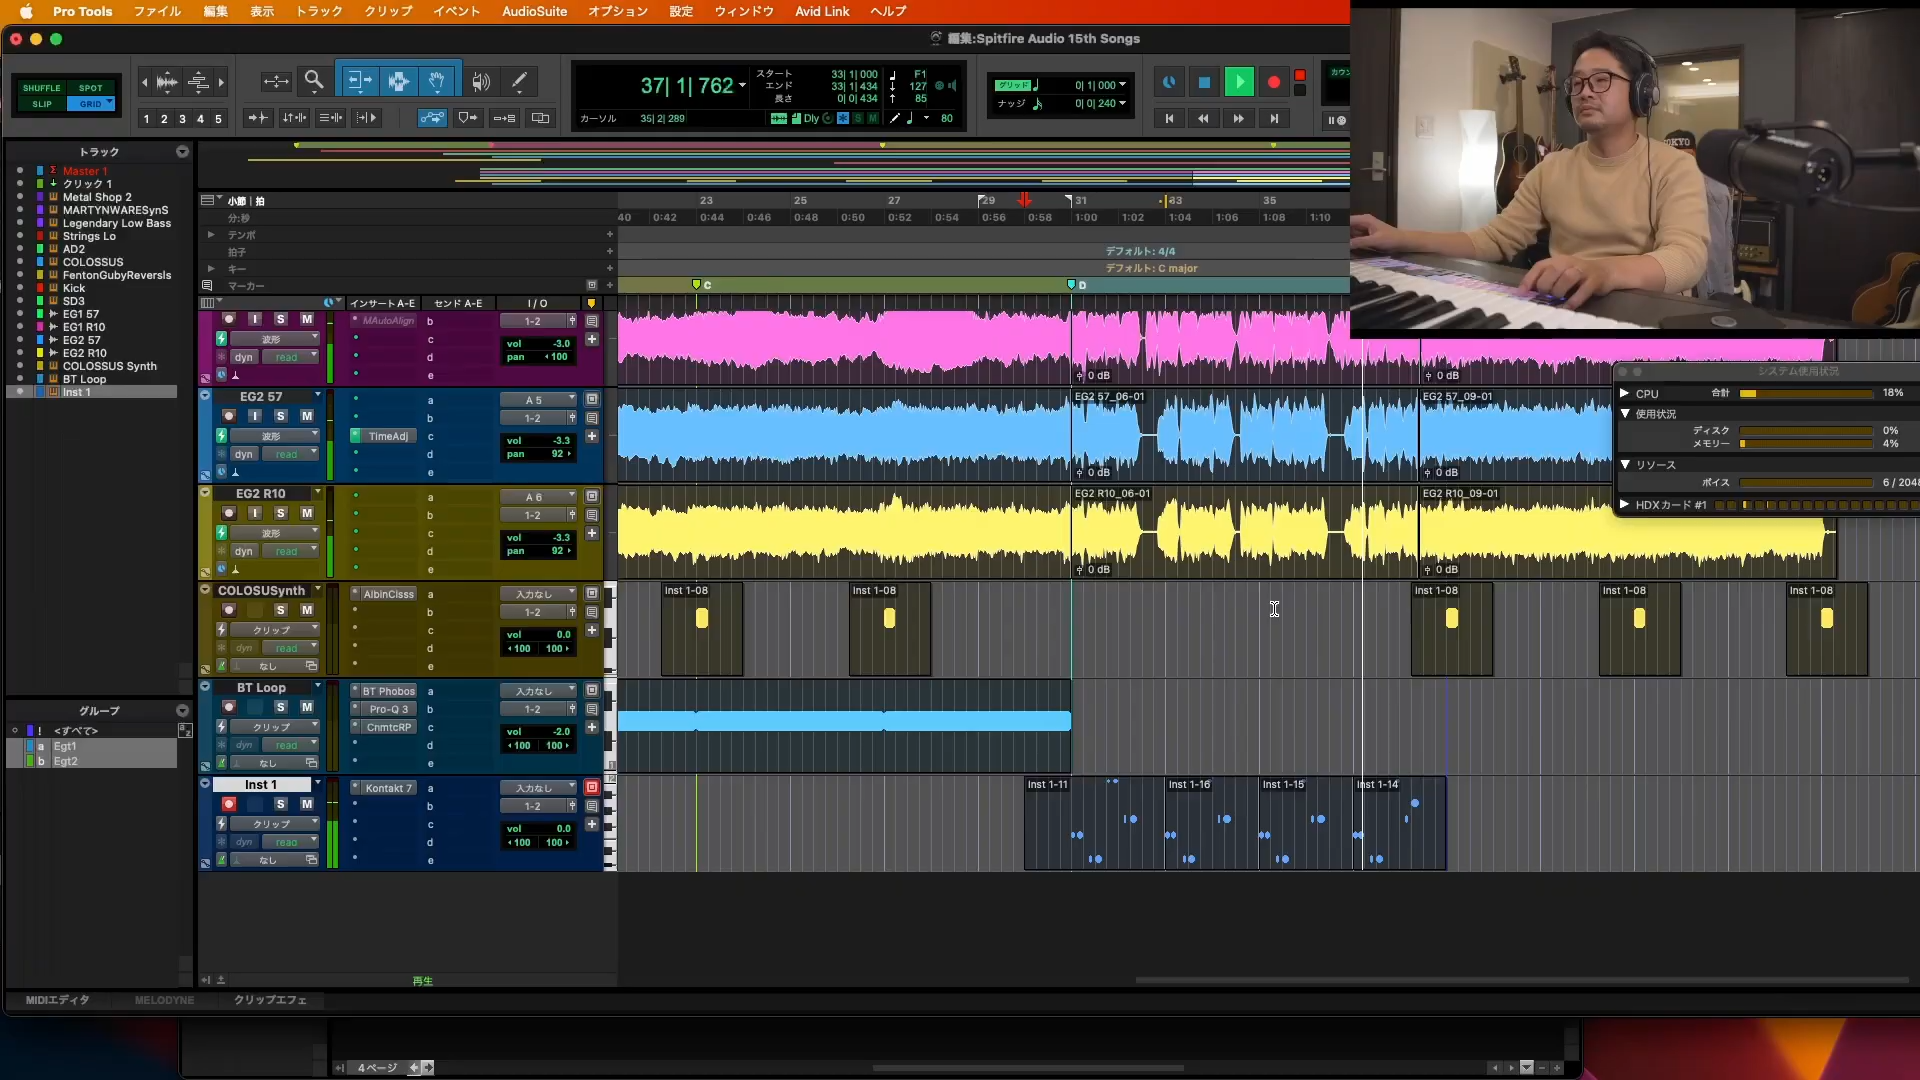 Pro Tools ファイル 編集 表示 トラック クリップ イベント AudioSuite オプション 設定 ウィンドウ Avid Link ヘルプ
編集:Spitfire Audio 15th Songs
SHUFFLE SPOT
SLIP GRID
1 2 3 4 5
37| 1| 762
スタート 33| 1| 000
エンド 33| 1| 434
長さ 0| 0| 434
F1
127
85
カーソル 35| 2| 289
Dly S M 80
グリッド 0| 1| 000
ナッジ 0| 0| 240
カウン
トラック
Master 1
クリック 1
Metal Shop 2
MARTYNWARESynS
Legendary Low Bass
Strings Lo
AD2
COLOSSUS
FentonGubyReversls
Kick
SD3
EG1 57
EG1 R10
EG2 57
EG2 R10
COLOSSUS Synth
BT Loop
Inst 1
グループ
! <すべて>
a Egt1
b Egt2
小節|拍 23 25 27 29 31 33 35
分:秒 40 0:42 0:44 0:46 0:48 0:50 0:52 0:54 0:56 0:58 1:00 1:02 1:04 1:06 1:08 1:10
テンポ
拍子 デフォルト: 4/4
キー デフォルト: C major
マーカー C D
インサート A-E センド A-E I / O
I S M MAutoAlign b 1-2
波形 c vol -3.0
dyn read d pan 100
e 0 dB 0 dB
EG2 57 a A 5 EG2 57_06-01 EG2 57_09-01
I S M b 1-2
波形 TimeAdj c vol -3.3
dyn read d pan 92
e 0 dB 0 dB
EG2 R10 a A 6 EG2 R10_06-01 EG2 R10_09-01
I S M b 1-2
波形 c vol -3.3
dyn read d pan 92
e 0 dB 0 dB
COLOSUSynth AlbinClsss a 入力なし Inst 1-08 Inst 1-08 Inst 1-08 Inst 1-08 Inst 1-08
S M b 1-2
クリップ c vol 0.0
dyn read d 100 100
なし e
BT Loop BT Phobos a 入力なし
S M Pro-Q 3 b 1-2
クリップ CnmtcRP c vol -2.0
dyn read d 100 100
なし e
Inst 1 Kontakt 7 a 入力なし Inst 1-11 Inst 1-16 Inst 1-15 Inst 1-14
S M b 1-2
クリップ c vol 0.0
dyn read d 100 100
なし e
再生
MIDIエディタ MELODYNE クリップエフェ
4ページ
システム使用状況
CPU 合計 18%
使用状況
ディスク 0%
メモリー 4%
リソース
ボイス 6 / 2048
HDXカード #1